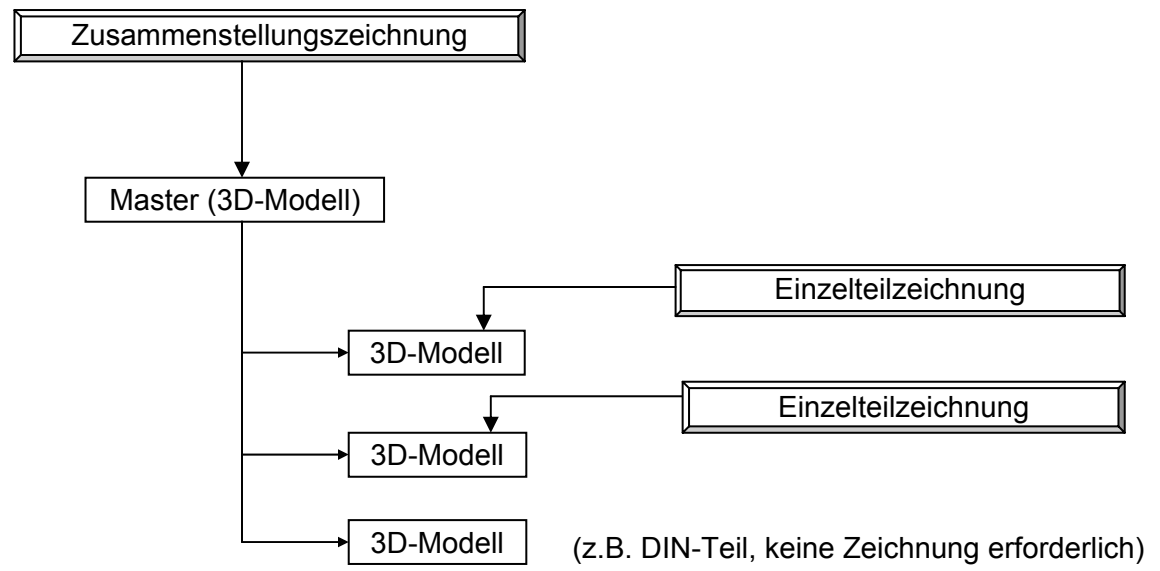 Zusammenstellungszeichnung
Master (3D-Modell)
Einzelteilzeichnung
3D-Modell
Einzelteilzeichnung
3D-Modell
3D-Modell
(z.B. DIN-Teil, keine Zeichnung erforderlich)